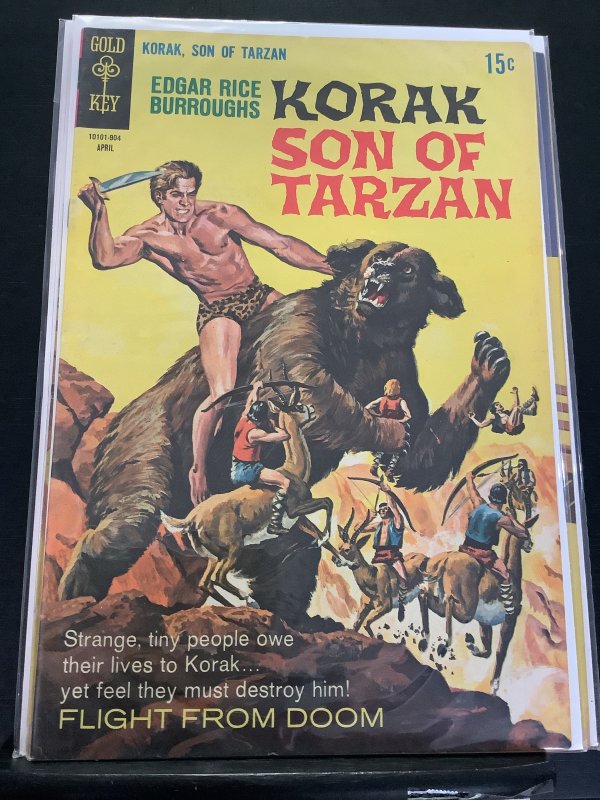 GOLD
KEY
KORAK, SON OF TARZAN
15¢
10101-904
APRIL
EDGAR RICE
BURROUGHS
KORAK
SON OF
TARZAN
Strange, tiny people owe
their lives to Korak...
yet feel they must destroy him!
FLIGHT FROM DOOM